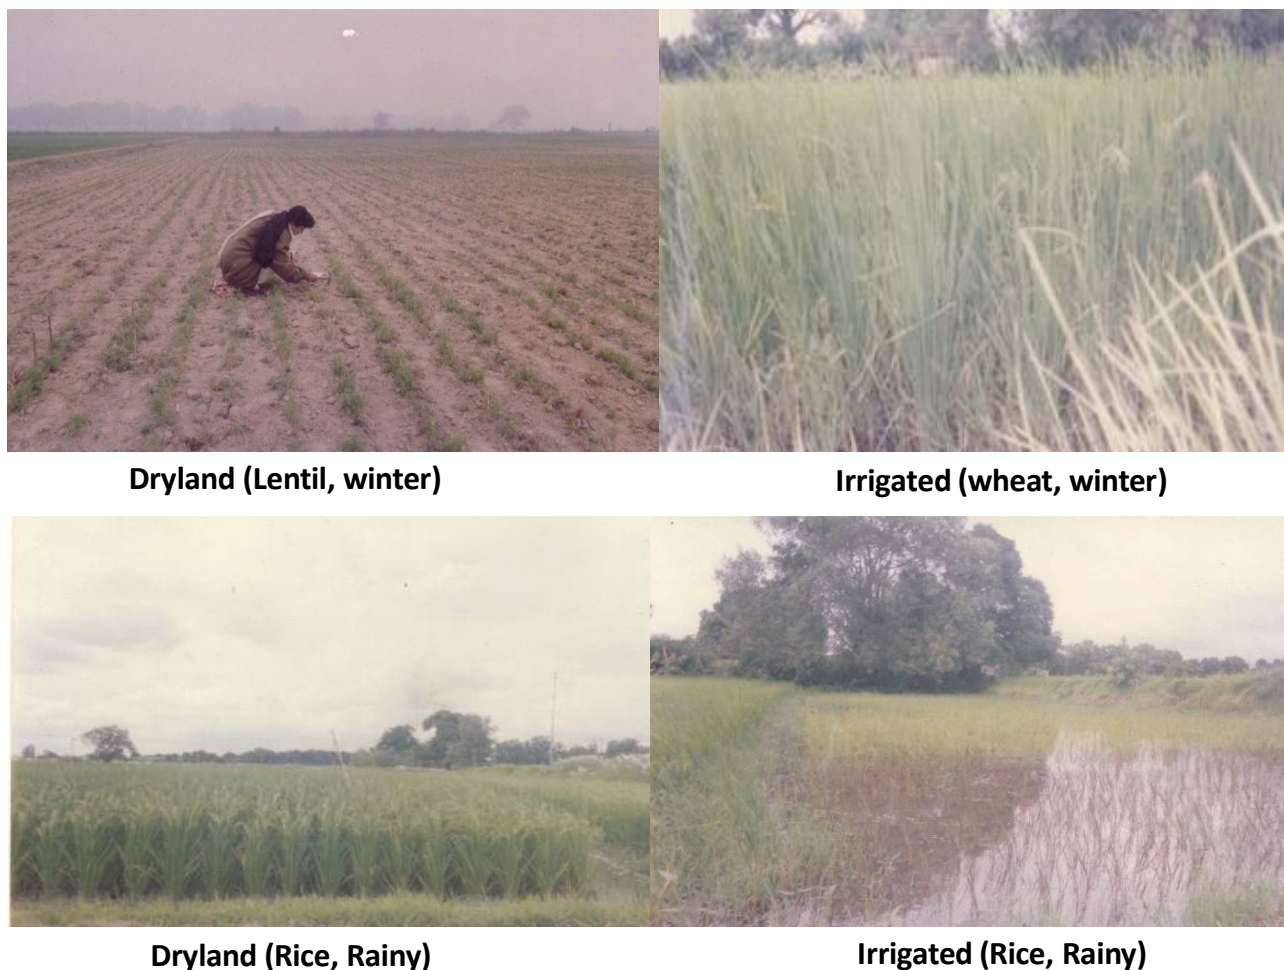 Dryland (Lentil, winter)
Irrigated (wheat, winter)
Dryland (Rice, Rainy)
Irrigated (Rice, Rainy)